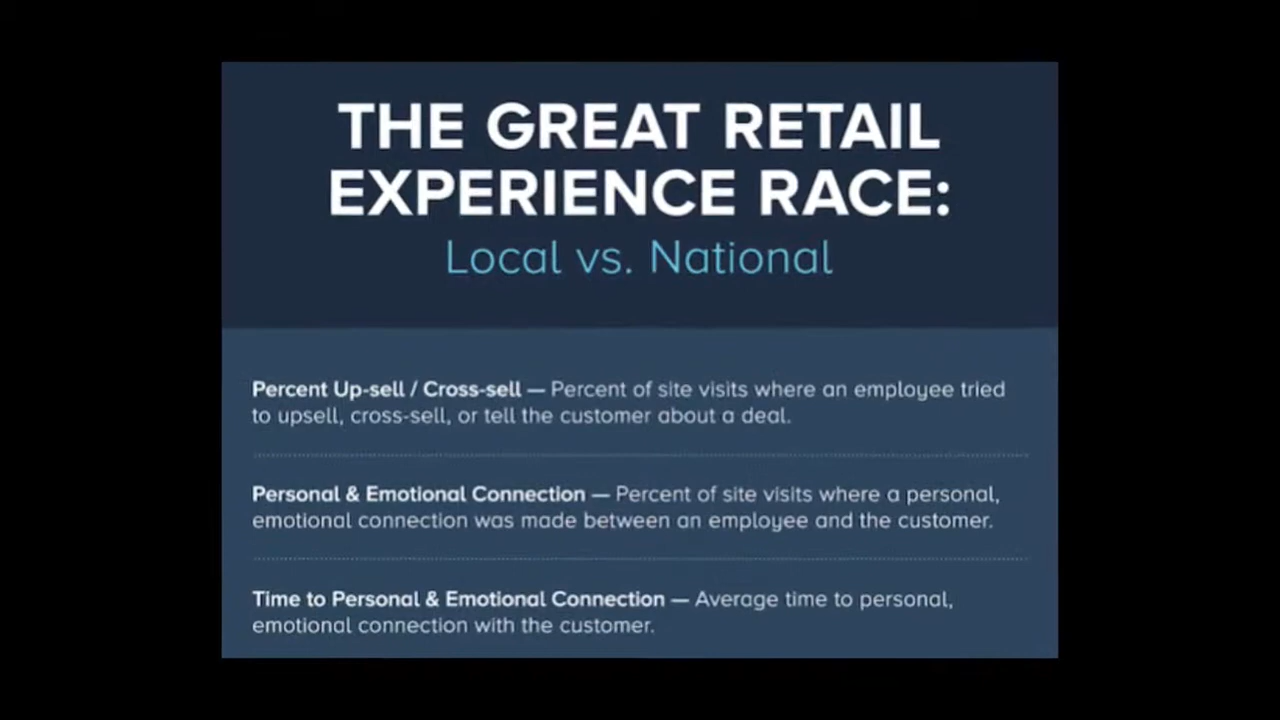 THE GREAT RETAIL
EXPERIENCE RACE:
Local vs. National
Percent Up-sell / Cross-sell — Percent of site visits where an employee tried
to upsell, cross-sell, or tell the customer about a deal.
Personal & Emotional Connection — Percent of site visits where a personal,
emotional connection was made between an employee and the customer.
Time to Personal & Emotional Connection — Average time to personal,
emotional connection with the customer.